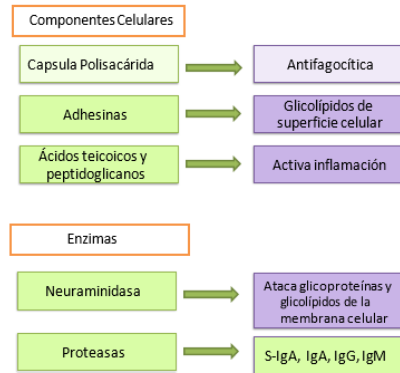 Componentes Celulares
Capsula Polisacárida
Antifagocítica
Adhesinas
Glicolípidos de
superficie celular
Ácidos teicoicos y
peptidoglicanos
Activa inflamación
Enzimas
Neuraminidasa
Ataca glicoproteínas y
glicolípidos de la
membrana celular
Proteasas
S-IgA, IgA, IgG, IgM